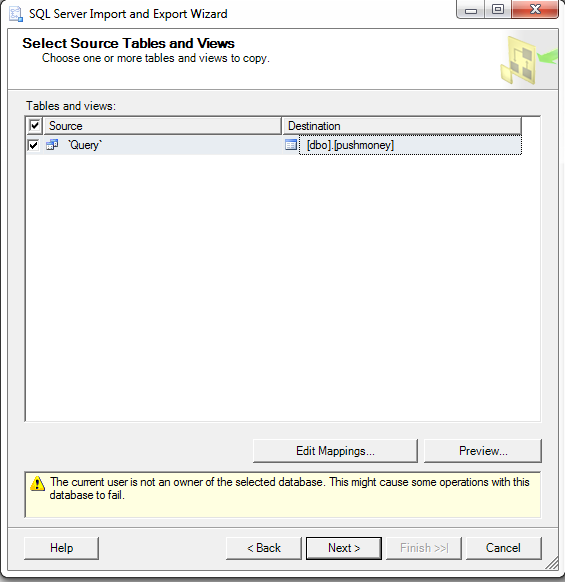 SQL Server Import and Export Wizard
Select Source Tables and Views
Choose one or more tables and views to copy.
Tables and views:
Source Destination
`Query` [dbo].[pushmoney]
Edit Mappings... Preview...
The current user is not an owner of the selected database. This might cause some operations with this
database to fail.
Help < Back Next > Finish >>| Cancel